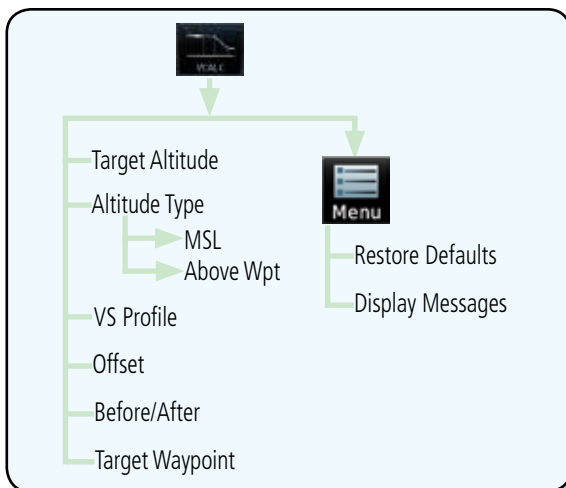 VCALC
Target Altitude
Altitude Type
MSL
Above Wpt
VS Profile
Offset
Before/After
Target Waypoint
Menu
Restore Defaults
Display Messages